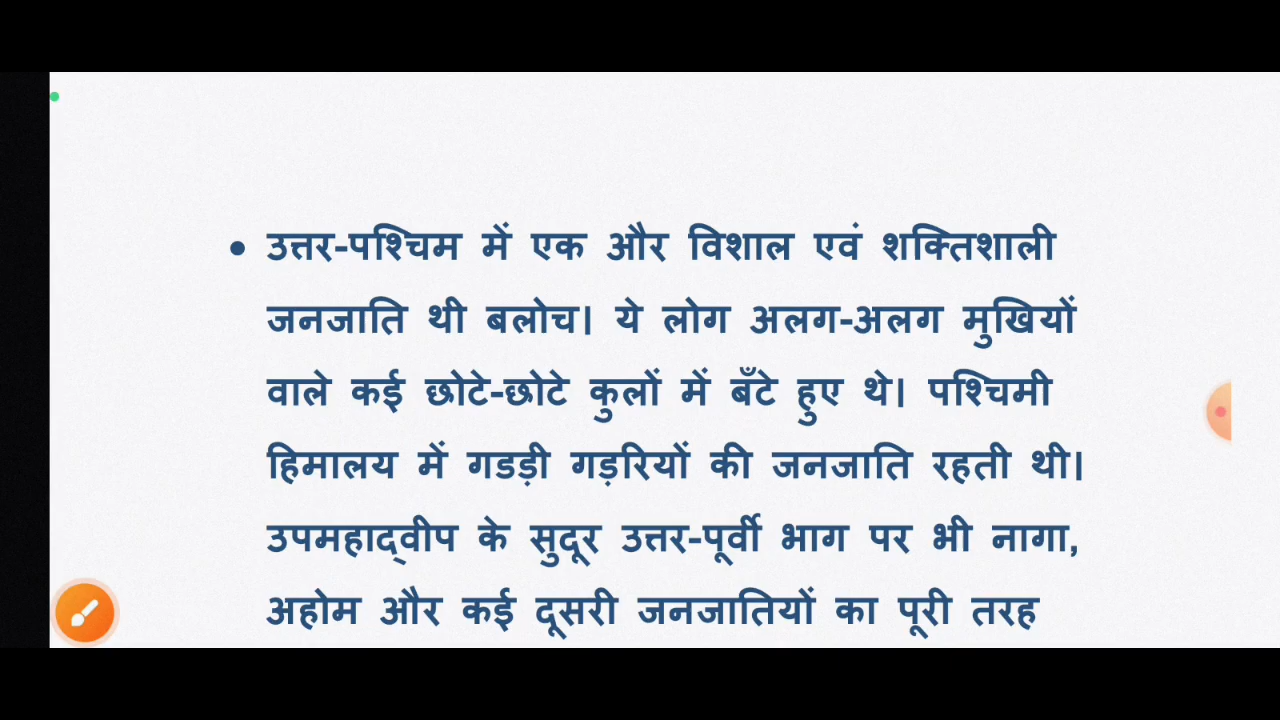 • उत्तर-पश्चिम में एक और विशाल एवं शक्तिशाली
जनजाति थी बलोच। ये लोग अलग-अलग मुखियों
वाले कई छोटे-छोटे कुलों में बँटे हुए थे। पश्चिमी
हिमालय में गडड़ी गड़रियों की जनजाति रहती थी।
उपमहाद्वीप के सुदूर उत्तर-पूर्वी भाग पर भी नागा,
अहोम और कई दूसरी जनजातियों का पूरी तरह